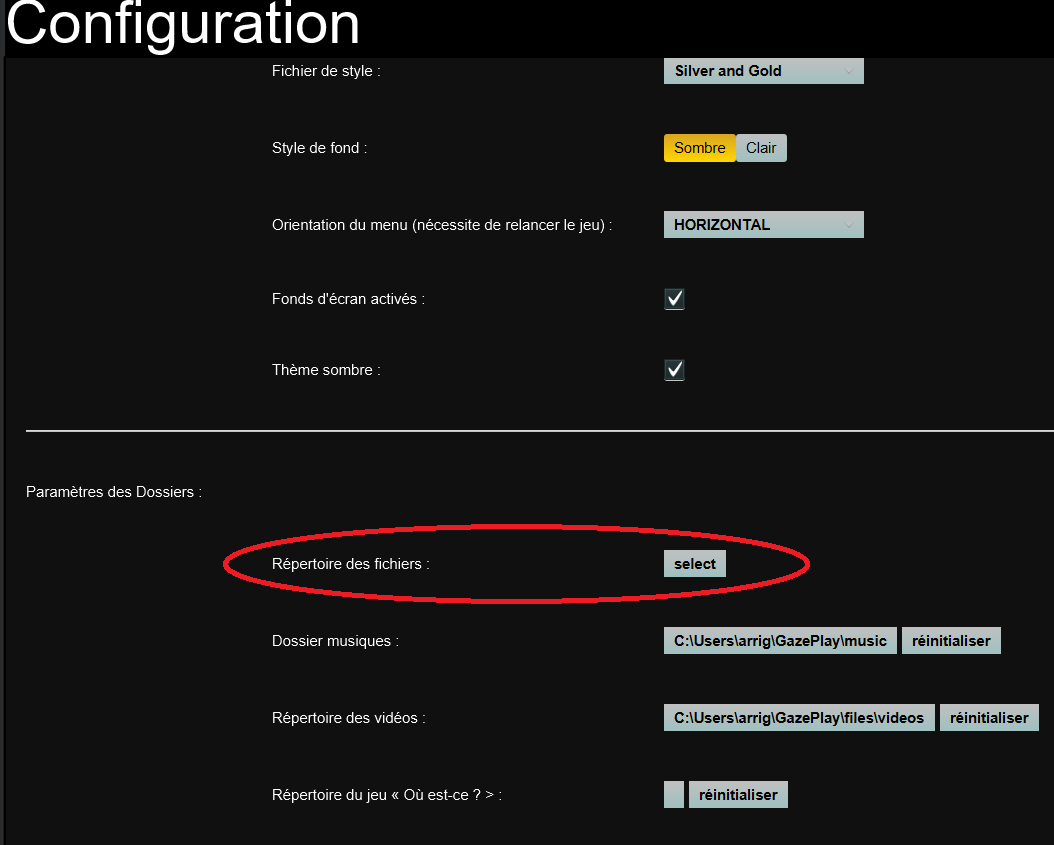 Configuration
Fichier de style : Silver and Gold
Style de fond : Sombre Clair
Orientation du menu (nécessite de relancer le jeu) : HORIZONTAL
Fonds d'écran activés :
Thème sombre :
Paramètres des Dossiers :
Répertoire des fichiers : select
Dossier musiques : C:\Users\arrig\GazePlay\music réinitialiser
Répertoire des vidéos : C:\Users\arrig\GazePlay\files\videos réinitialiser
Répertoire du jeu « Où est-ce ? > : réinitialiser